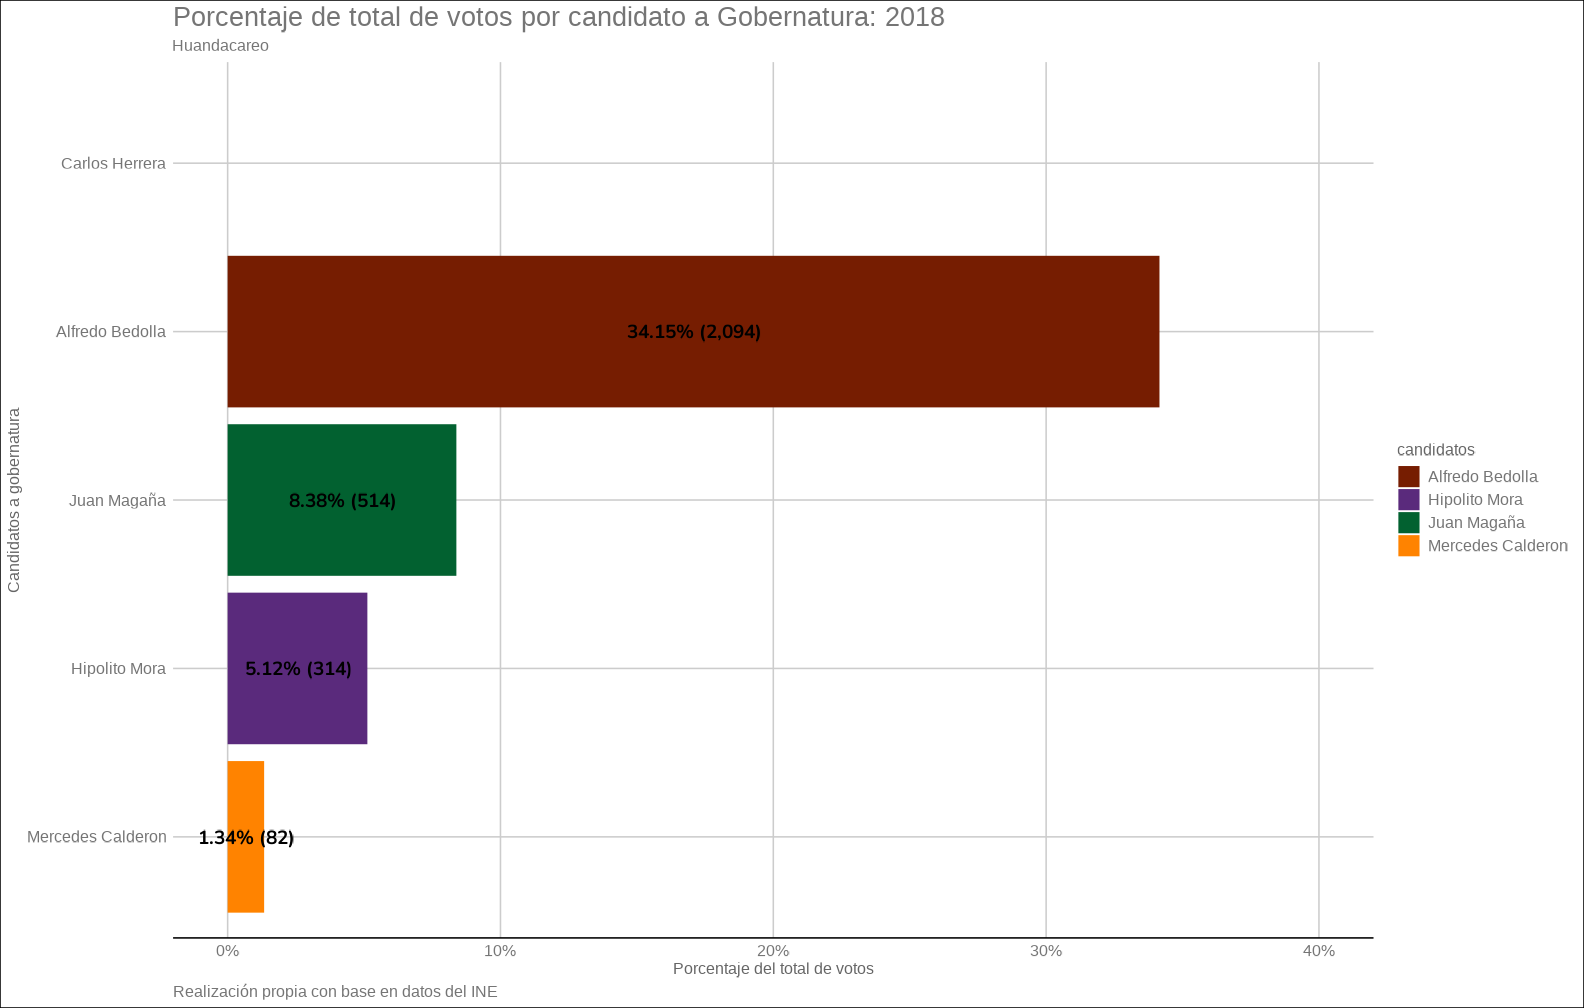 Porcentaje de total de votos por candidato a Gobernatura: 2018
Huandacareo
Candidatos a gobernatura
Carlos Herrera
Alfredo Bedolla
34.15% (2,094)
Juan Magaña
8.38% (514)
Hipolito Mora
5.12% (314)
Mercedes Calderon
1.34% (82)
0% 10% 20% 30% 40%
Porcentaje del total de votos
candidatos
Alfredo Bedolla
Hipolito Mora
Juan Magaña
Mercedes Calderon
Realización propia con base en datos del INE